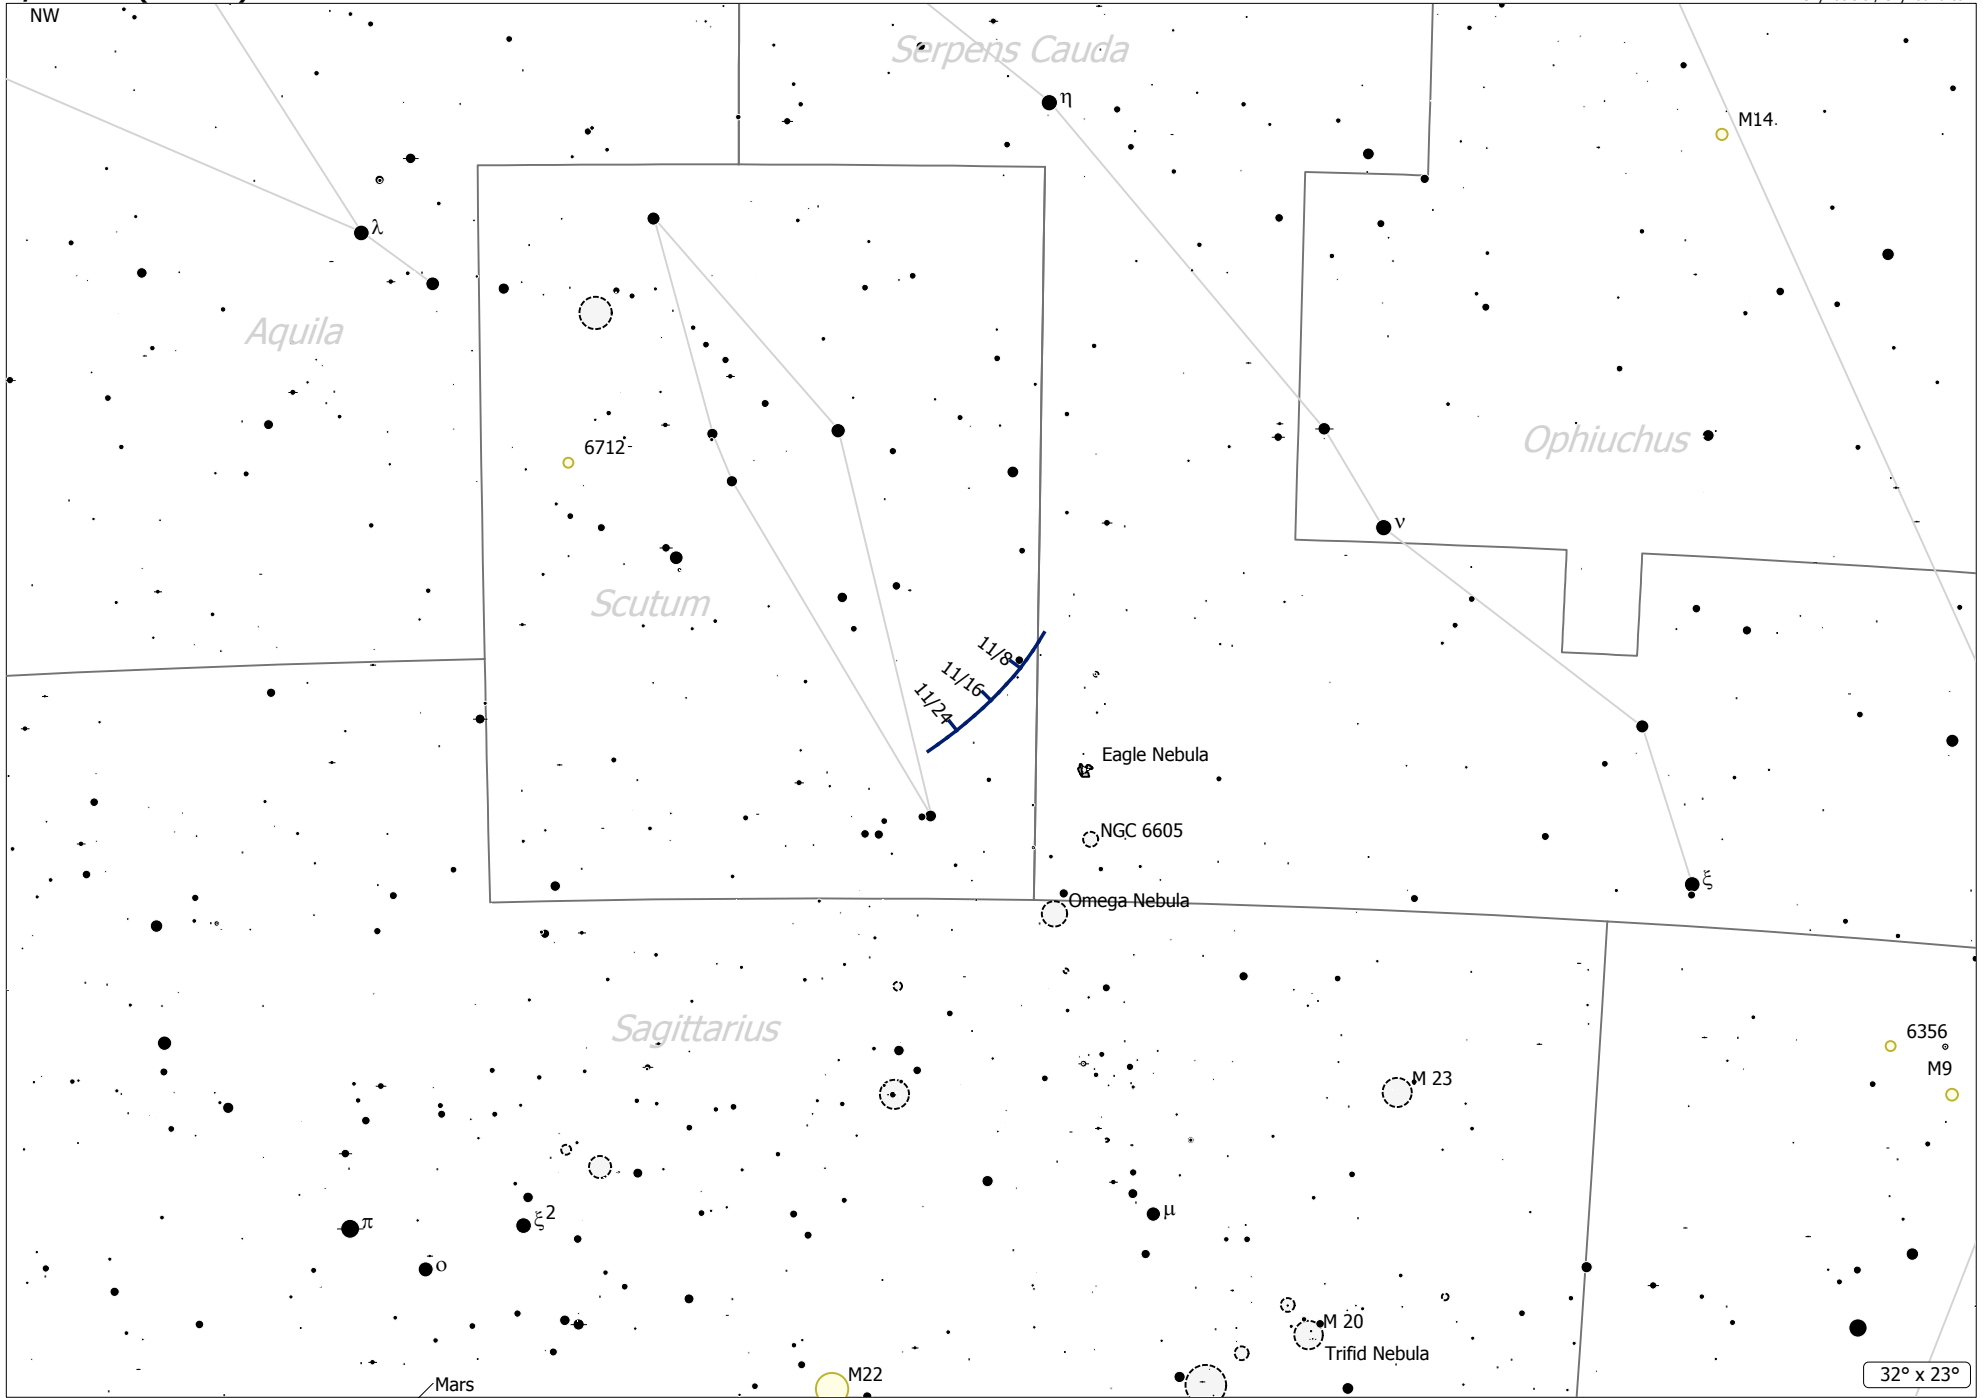 NW
Serpens Cauda
η
M14
λ
Aquila
6712
Ophiuchus
ν
Scutum
11/8
11/16
11/24
Eagle Nebula
NGC 6605
ξ
Omega Nebula
Sagittarius
6356
M9
M 23
π
ξ2
μ
ο
M 20
Trifid Nebula
M22
Mars
32° x 23°